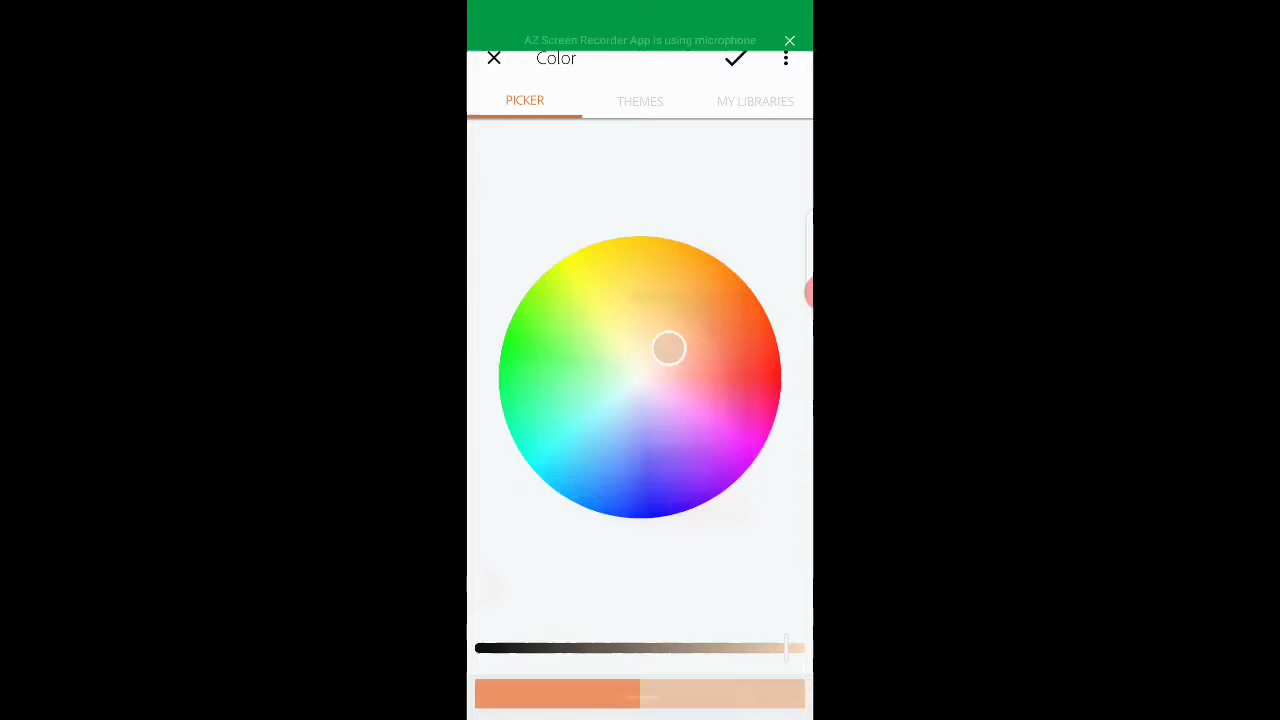 AZ Screen Recorder App is using microphone
Color
PICKER
THEMES
MY LIBRARIES